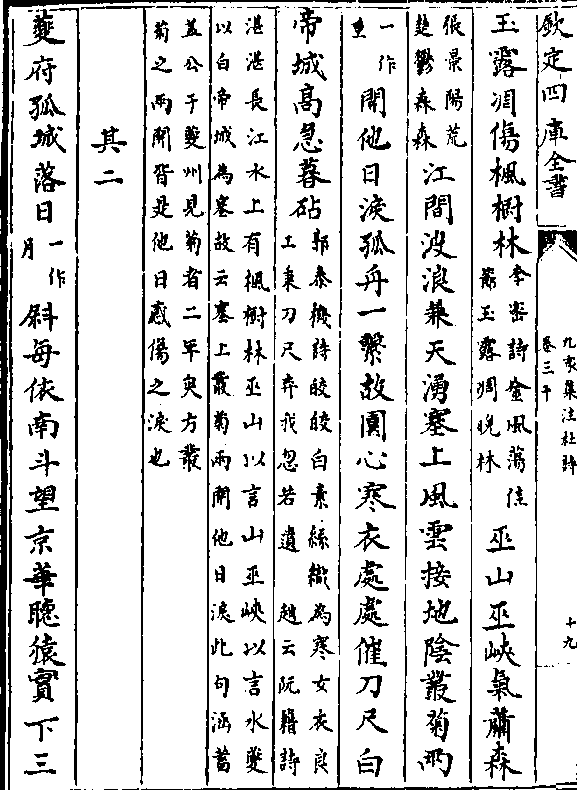 欽定四庫全書
九家集注杜詩
卷三十
十九
玉露凋傷楓樹林
李密詩金風蕩佳
節玉露凋晚林
巫山巫峽氣蕭森
張景陽荒
楚鬱森森
江間波浪兼天湧塞上風雲接地陰叢菊兩
一作
重
開他日淚孤舟一繫故園心寒衣處處催刀尺白
帝城高急暮砧
郭泰機詩皎皎白素絲織為寒女衣良
工秉刀尺棄我忽若遺 趙云阮籍詩
湛湛長江水上有楓樹林巫山以言山巫峽以言水夔
以白帝城為塞故云塞上叢菊兩開他日淚此句涵蓄
蓋公于夔州見菊者二年矣方叢
菊之兩開皆是他日感傷之淚也
其二
夔府孤城落日
一作
月
斜每依南斗望京華聽猿實下三